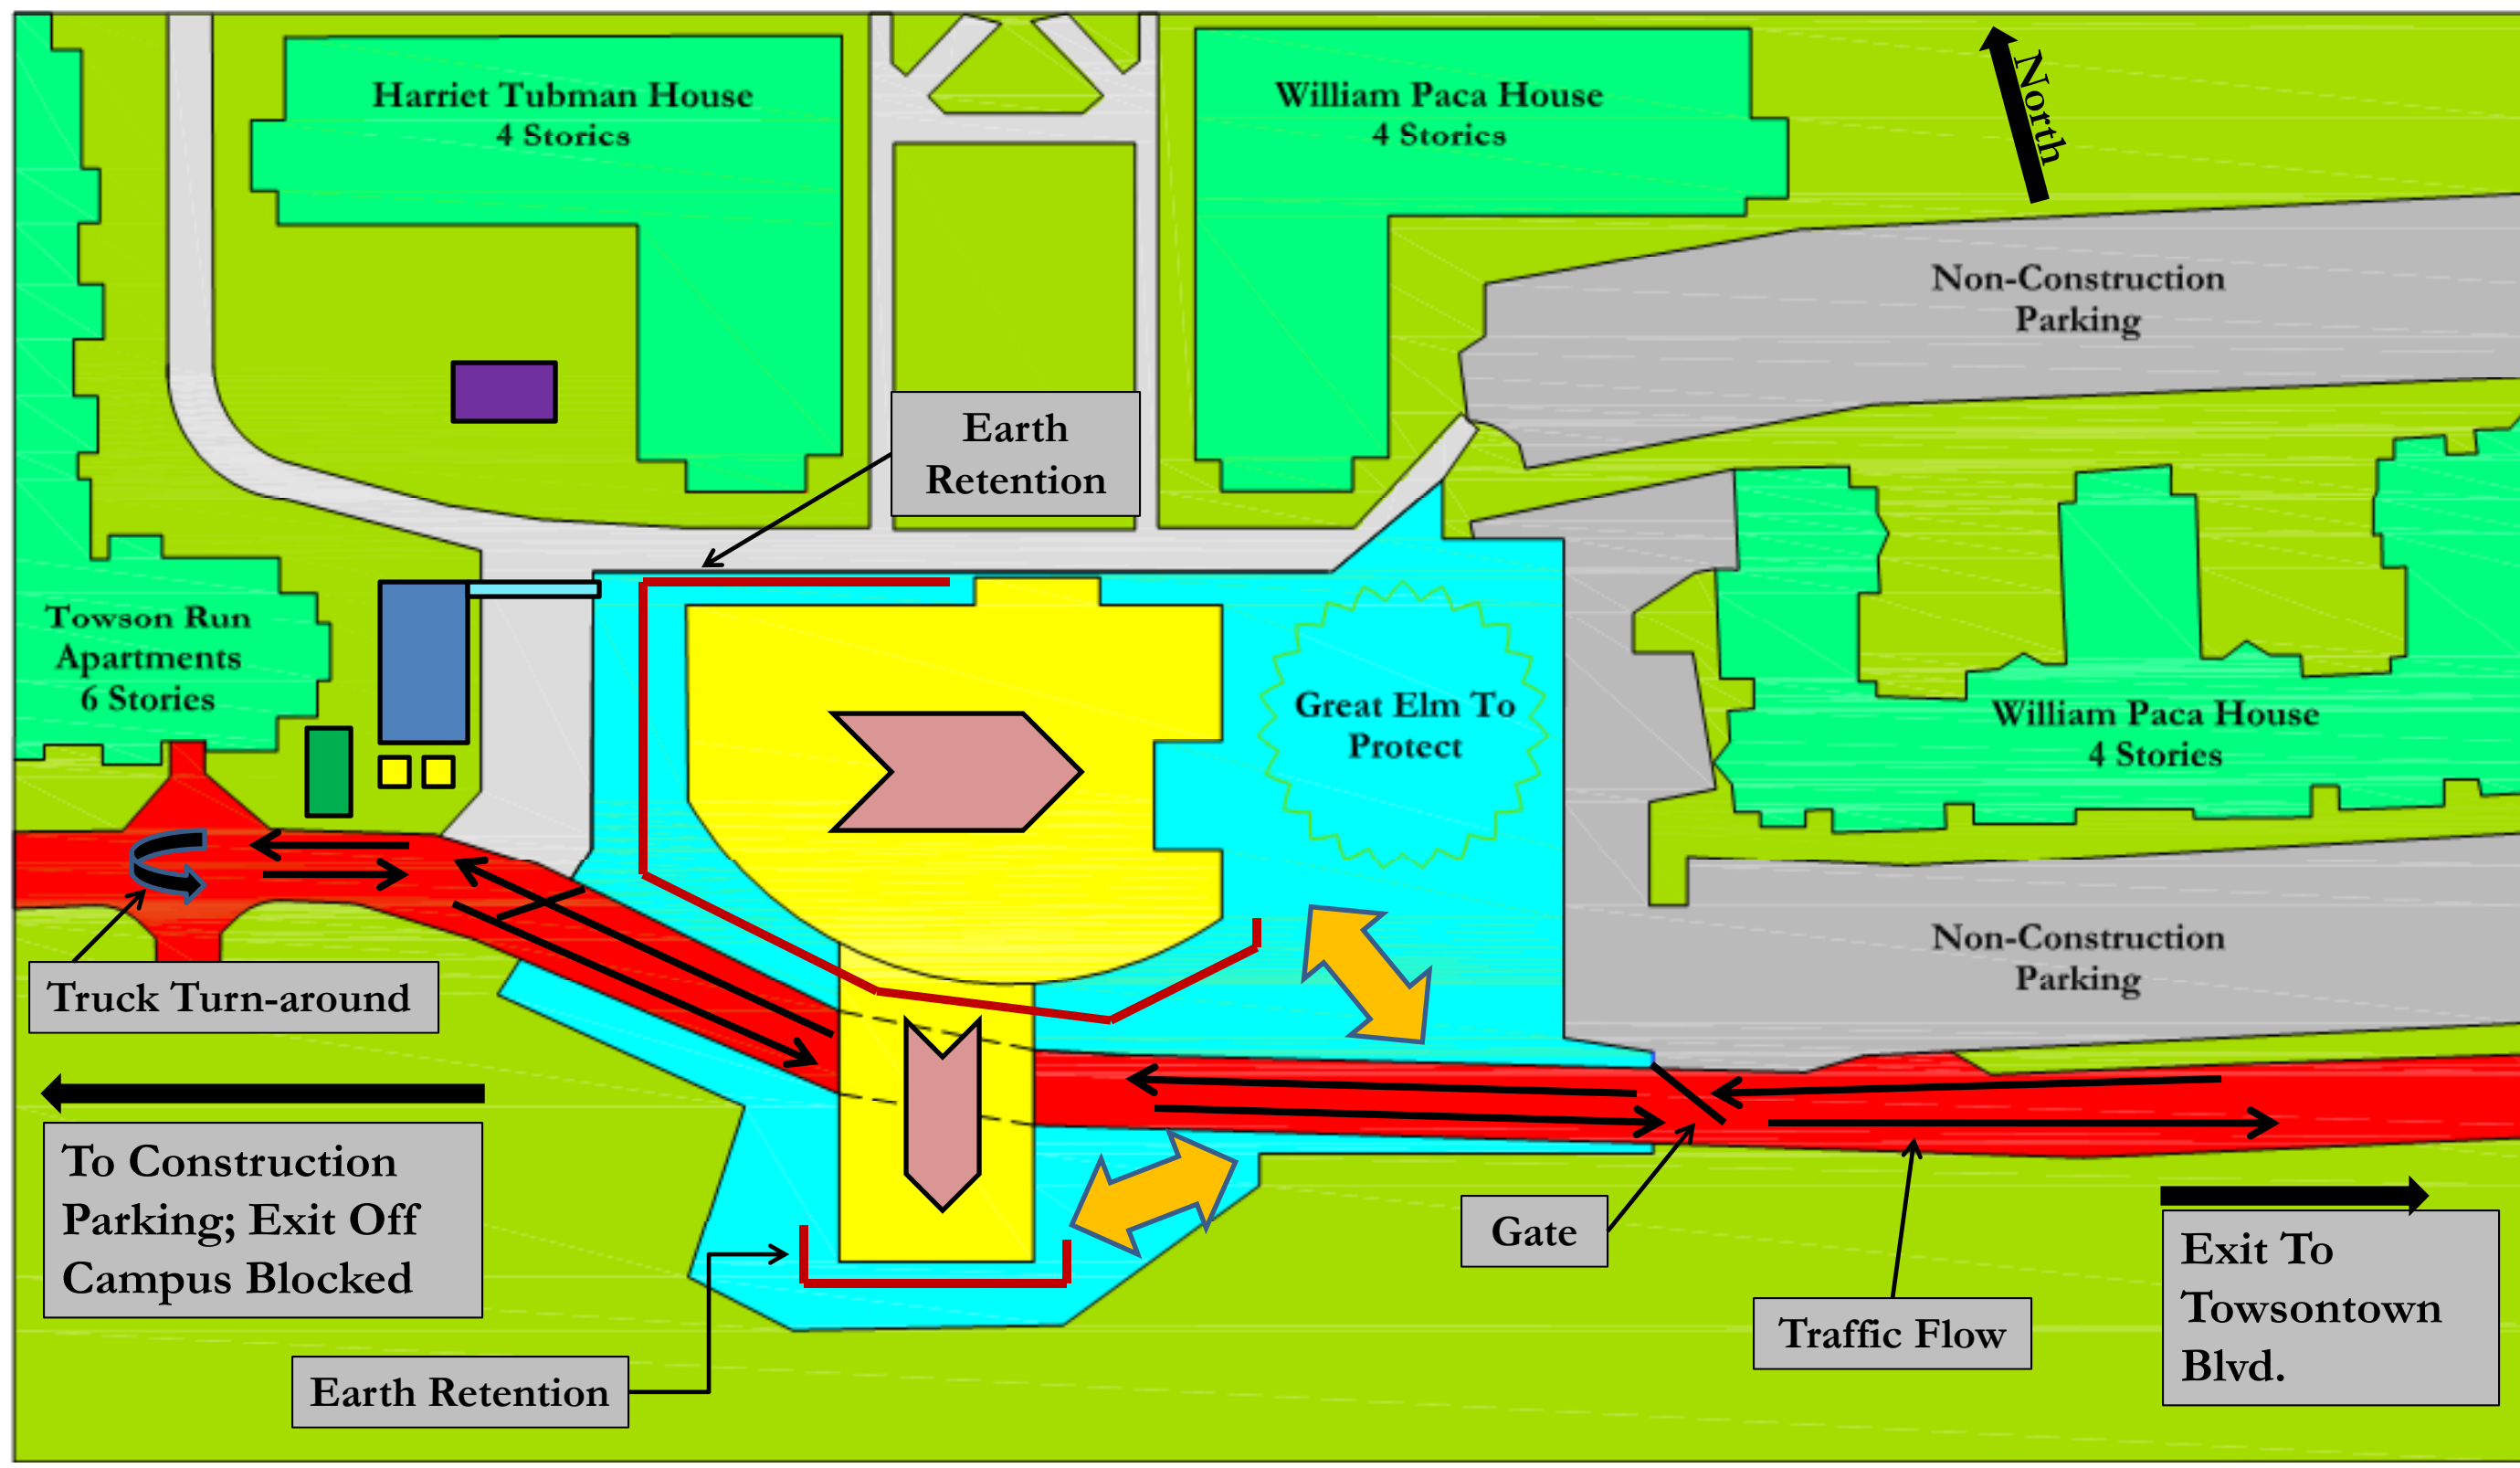 Harriet Tubman House
4 Storics
William Paca House
4 Storics
North
Non-Construction
Parking
Earth
Retention
Towson Run
Apartments
6 Stories
Great Elm To
Protect
William Paca House
4 Stories
Non-Construction
Parking
Truck Turn-around
To Construction
Parking; Exit Off
Campus Blocked
Gate
Exit To
Towsontown
Blvd.
Traffic Flow
Earth Retention